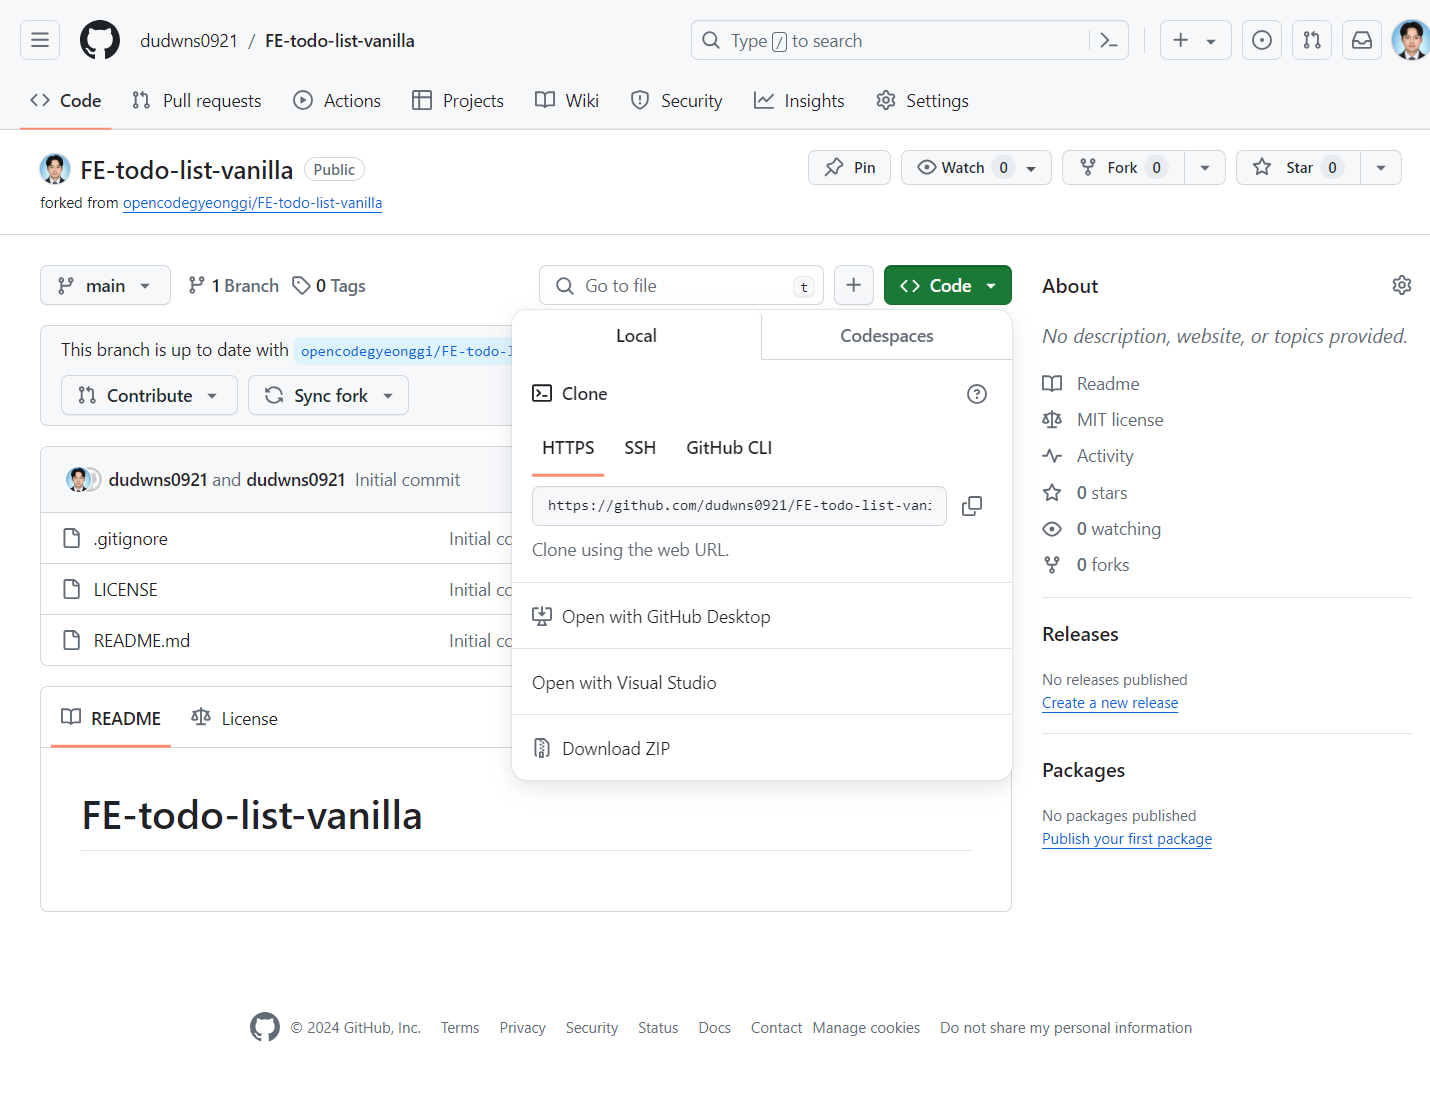 dudwns0921 / FE-todo-list-vanilla
Type / to search
Code Pull requests Actions Projects Wiki Security Insights Settings
FE-todo-list-vanilla Public
Pin Watch 0 Fork 0 Star 0
forked from opencodegyeonggi/FE-todo-list-vanilla
main 1 Branch 0 Tags
Go to file t
Code
This branch is up to date with opencodegyeonggi/FE-todo-
Contribute Sync fork
dudwns0921 and dudwns0921 Initial commit
.gitignore Initial co
LICENSE Initial co
README.md Initial co
README License
FE-todo-list-vanilla
Local Codespaces
Clone
HTTPS SSH GitHub CLI
https://github.com/dudwns0921/FE-todo-list-vani
Clone using the web URL.
Open with GitHub Desktop
Open with Visual Studio
Download ZIP
About
No description, website, or topics provided.
Readme
MIT license
Activity
0 stars
0 watching
0 forks
Releases
No releases published
Create a new release
Packages
No packages published
Publish your first package
© 2024 GitHub, Inc. Terms Privacy Security Status Docs Contact Manage cookies Do not share my personal information